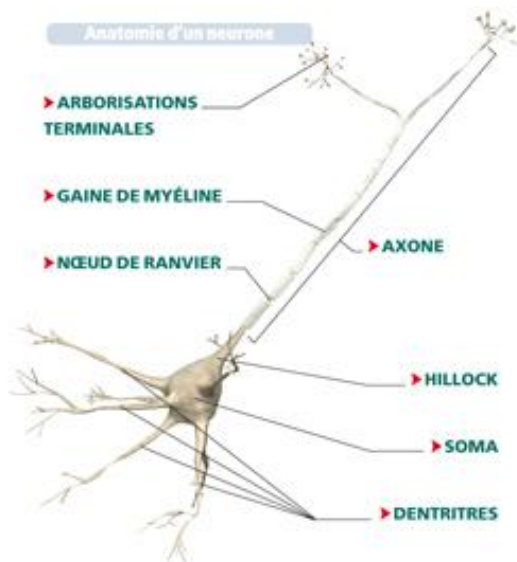 Anatomie d'un neurone
ARBORISATIONS
TERMINALES
GAINE DE MYÉLINE
NŒUD DE RANVIER
AXONE
HILLOCK
SOMA
DENTRITRES